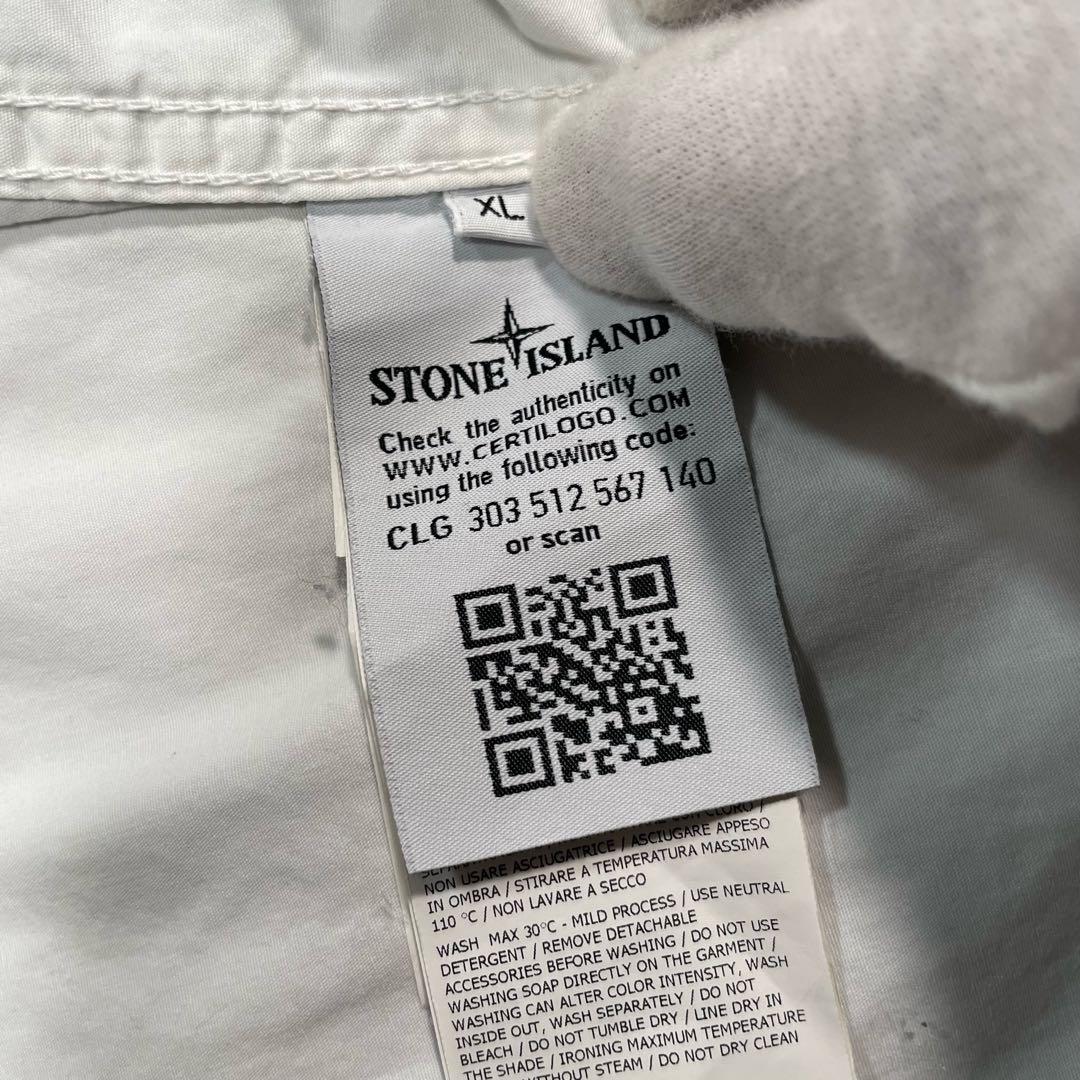 XL
STONE ISLAND
Check the authenticity on
WWW.CERTILOGO.COM
using the following code:
CLG 303 512 567 140
or scan
NON USARE ASCIUGATRICE / ASCIUGARE APPESO
IN OMBRA / STIRARE A TEMPERATURA MASSIMA
110 °C / NON LAVARE A SECCO
WASH MAX 30°C - MILD PROCESS / USE NEUTRAL
DETERGENT / REMOVE DETACHABLE
ACCESSORIES BEFORE WASHING / DO NOT USE
WASHING SOAP DIRECTLY ON THE GARMENT /
WASHING CAN ALTER COLOR INTENSITY, WASH
INSIDE OUT, WASH SEPARATELY / DO NOT
BLEACH / DO NOT TUMBLE DRY / LINE DRY IN
THE SHADE / IRONING MAXIMUM TEMPERATURE
WITHOUT STEAM / DO NOT DRY CLEAN